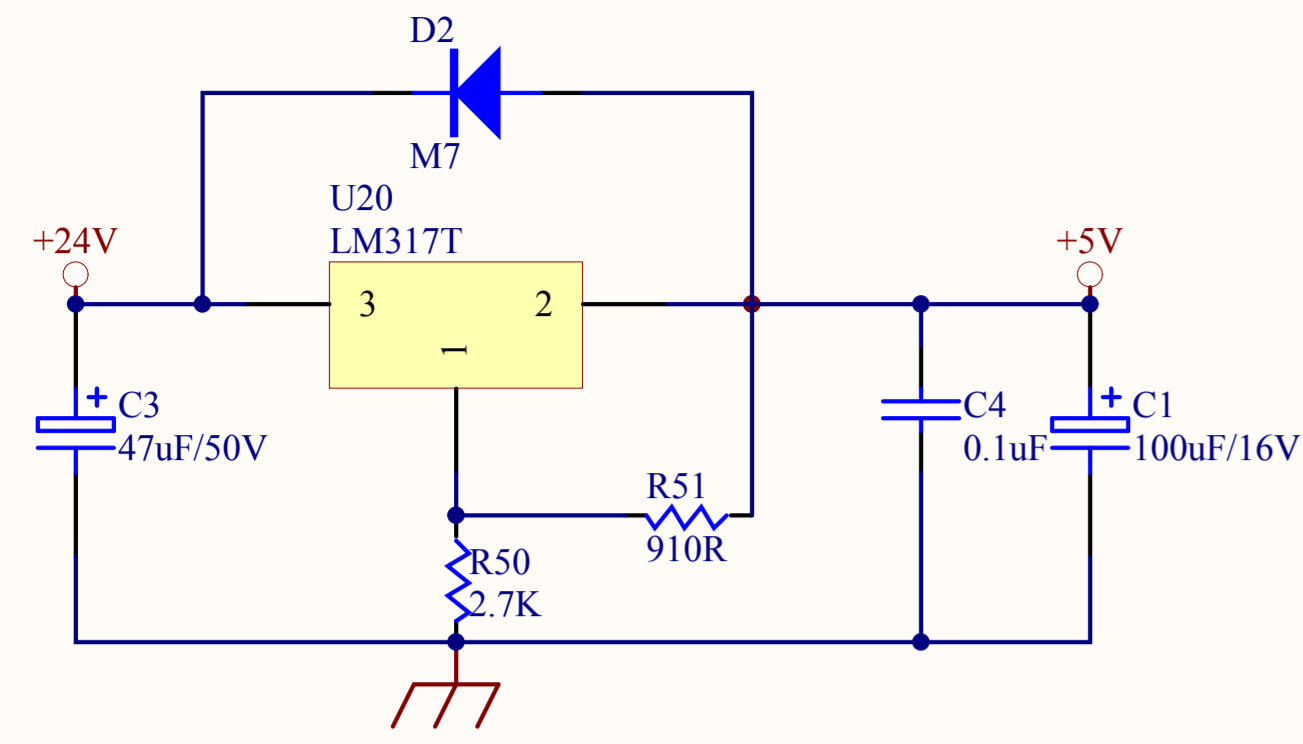 D2
M7
U20
LM317T
+24V
+5V
3
2
1
+
C3
47uF/50V
C4
0.1uF
+
C1
100uF/16V
R51
910R
R50
2.7K